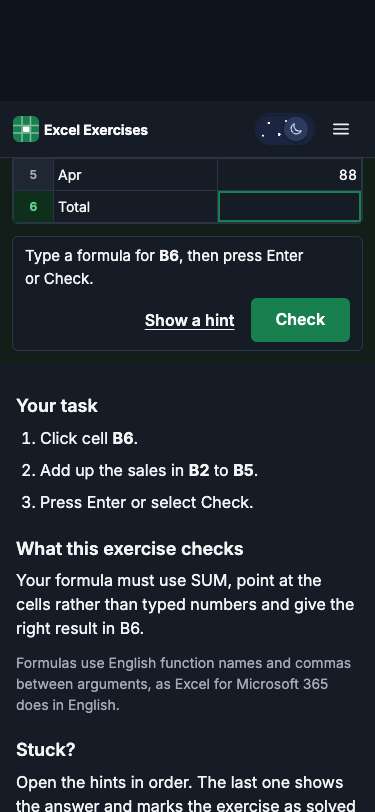 Excel Exercises
5 Apr 88
6 Total
Type a formula for B6, then press Enter
or Check.
Show a hint
Check
Your task
1. Click cell B6.
2. Add up the sales in B2 to B5.
3. Press Enter or select Check.
What this exercise checks
Your formula must use SUM, point at the
cells rather than typed numbers and give the
right result in B6.
Formulas use English function names and commas
between arguments, as Excel for Microsoft 365
does in English.
Stuck?
Open the hints in order. The last one shows
the answer and marks the exercise as solved